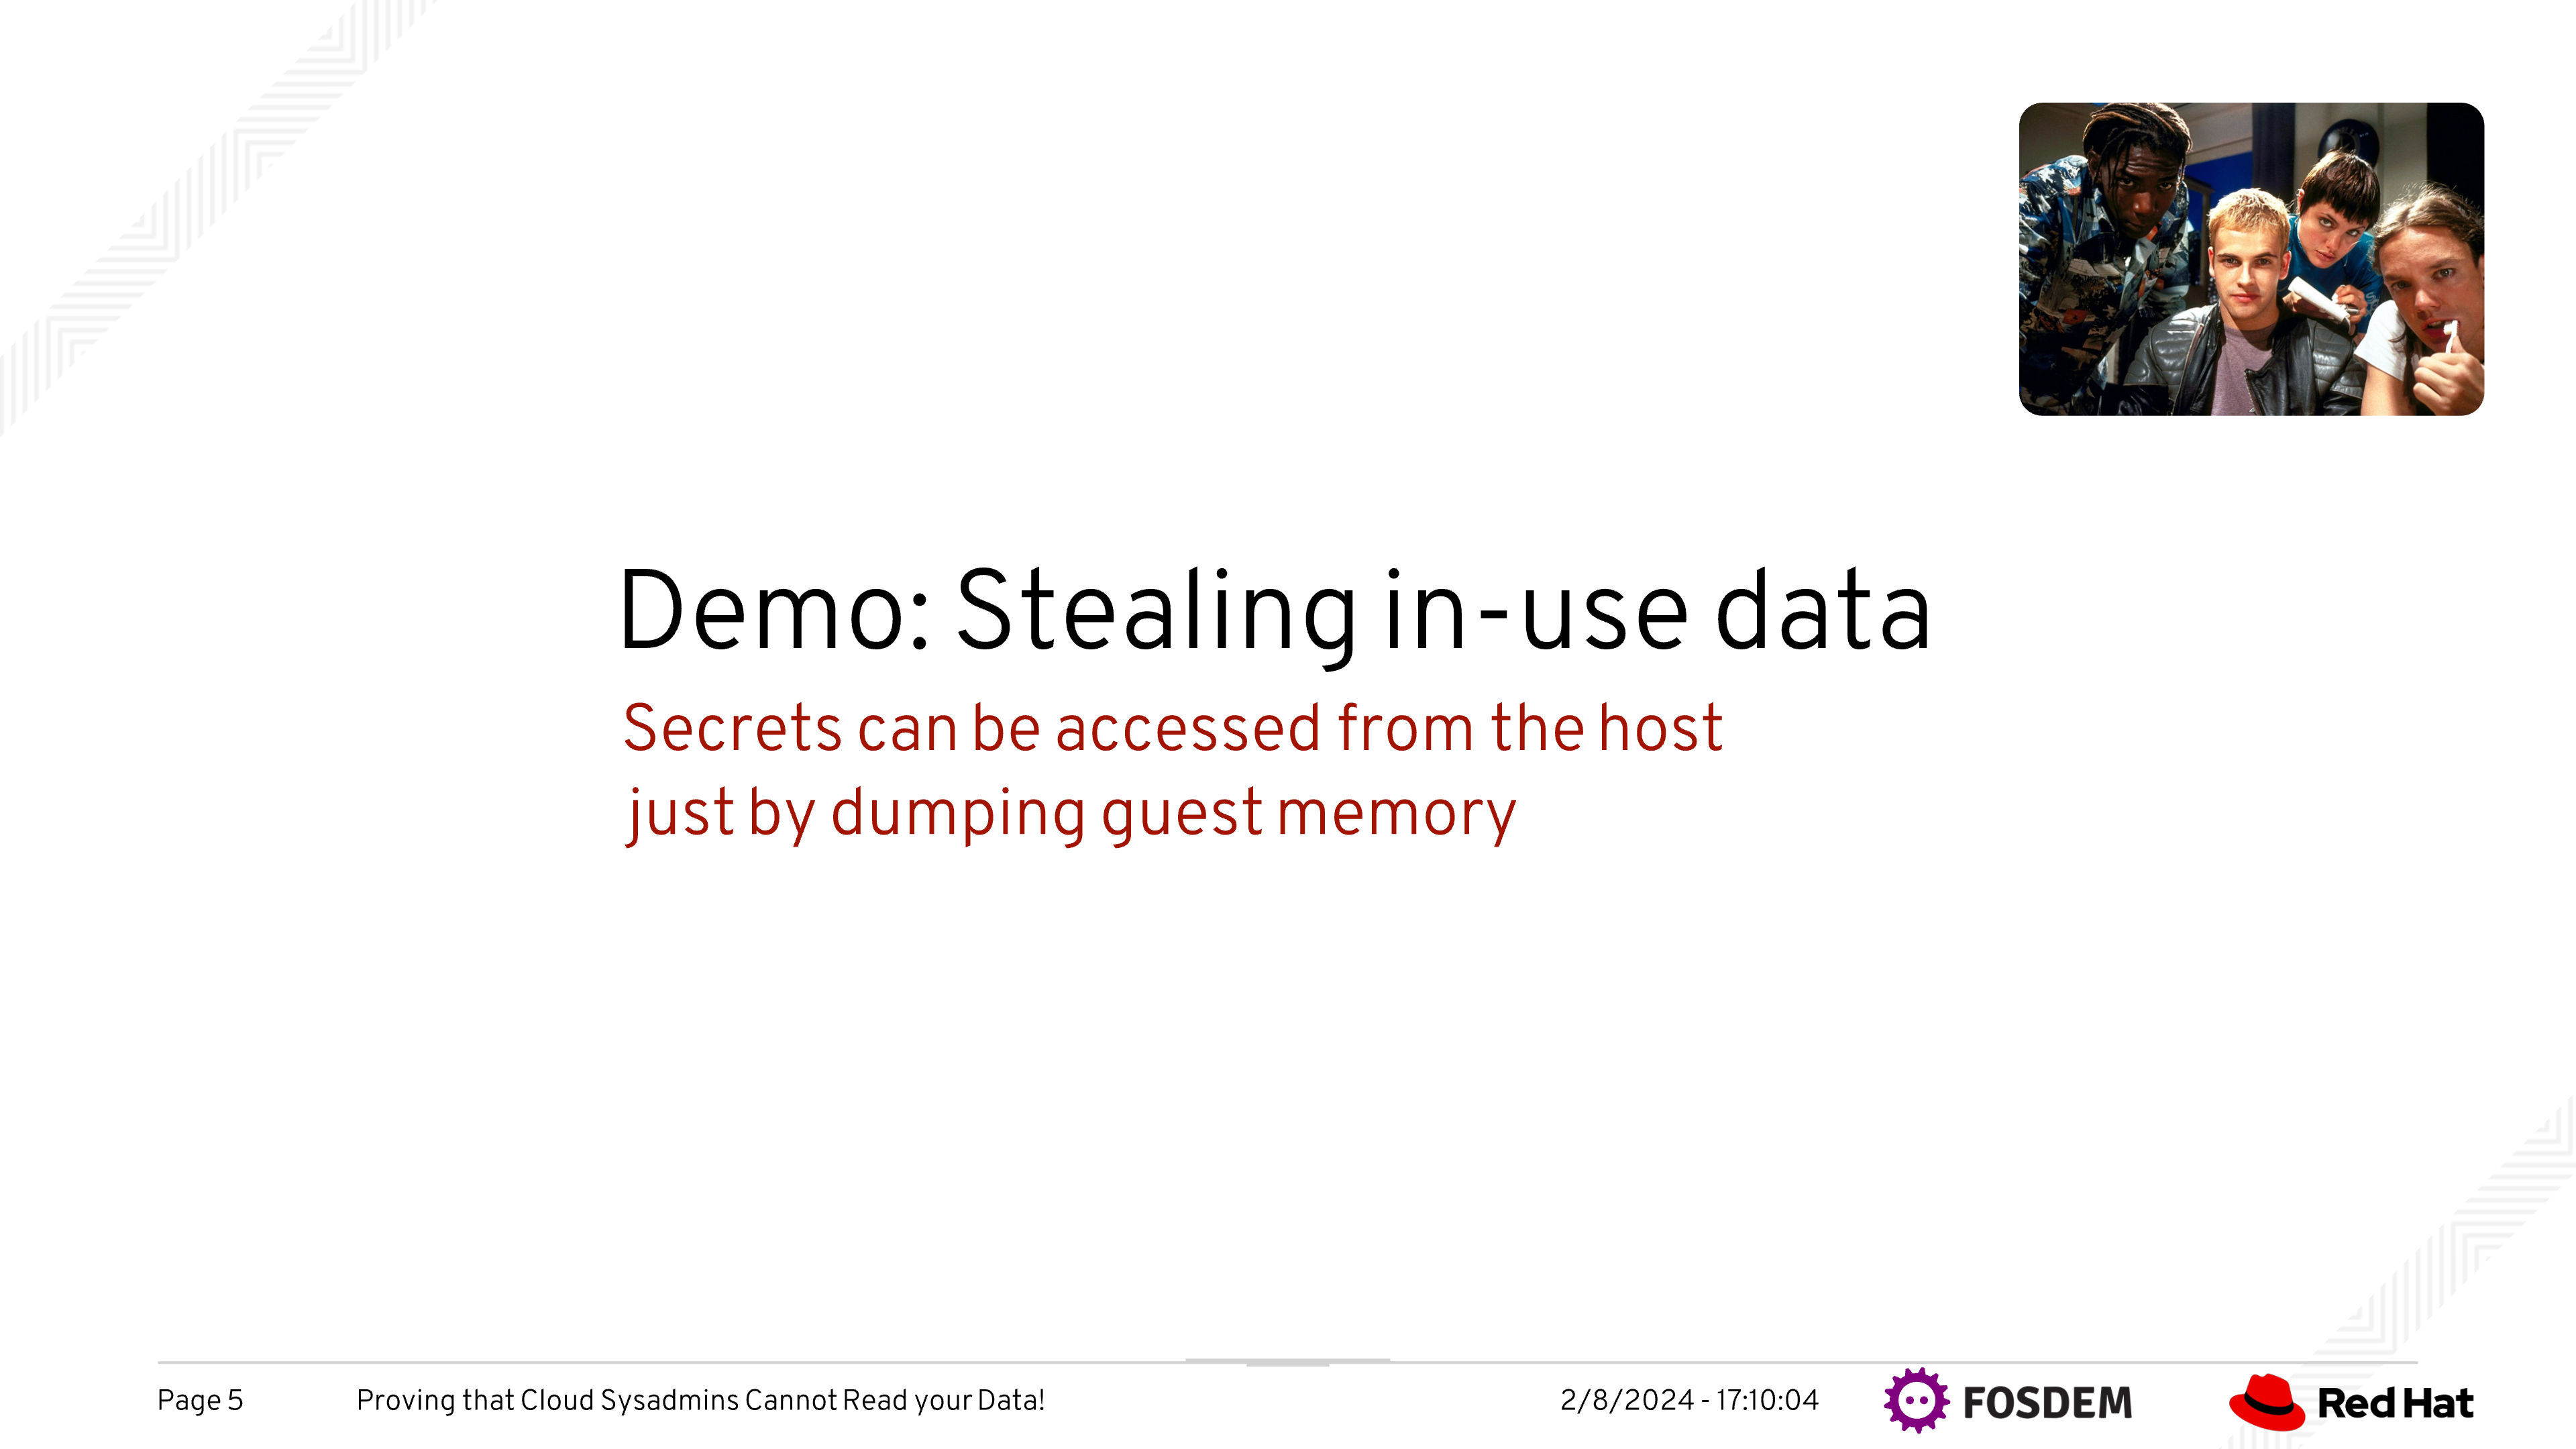 Demo: Stealing in-use data
Secrets can be accessed from the host
just by dumping guest memory
Page 5
Proving that Cloud Sysadmins Cannot Read your Data!
2/8/2024 - 17:10:04
FOSDEM
Red Hat